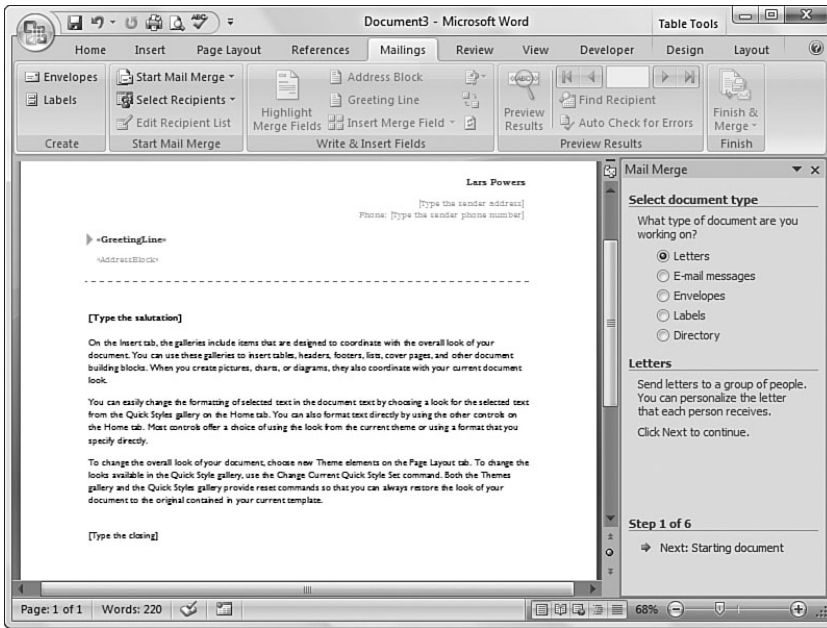 Document3 - Microsoft Word
Table Tools
Home Insert Page Layout References Mailings Review View Developer Design Layout
Envelopes
Labels
Create
Start Mail Merge
Select Recipients
Edit Recipient List
Start Mail Merge
Highlight
Merge Fields
Address Block
Greeting Line
Insert Merge Field
Write & Insert Fields
ABC
Preview
Results
Find Recipient
Auto Check for Errors
Preview Results
Finish &
Merge
Finish
Lars Powers
[Type the sender address]
Phone: [Type the sender phone number]
«GreetingLine»
«AddressBlock»
[Type the salutation]
On the Insert tab, the galleries include items that are designed to coordinate with the overall look of your
document. You can use these galleries to insert tables, headers, footers, lists, cover pages, and other document
building blocks. When you create pictures, charts, or diagrams, they also coordinate with your current document
look.
You can easily change the formatting of selected text in the document text by choosing a look for the selected text
from the Quick Styles gallery on the Home tab. You can also format text directly by using the other controls on
the Home tab. Most controls offer a choice of using the look from the current theme or using a format that you
specify directly.
To change the overall look of your document, choose new Theme elements on the Page Layout tab. To change the
looks available in the Quick Style gallery, use the Change Current Quick Style Set command. Both the Themes
gallery and the Quick Styles gallery provide reset commands so that you can always restore the look of your
document to the original contained in your current template.
[Type the closing]
Mail Merge
Select document type
What type of document are you
working on?
Letters
E-mail messages
Envelopes
Labels
Directory
Letters
Send letters to a group of people.
You can personalize the letter
that each person receives.
Click Next to continue.
Step 1 of 6
Next: Starting document
Page: 1 of 1 Words: 220 68%